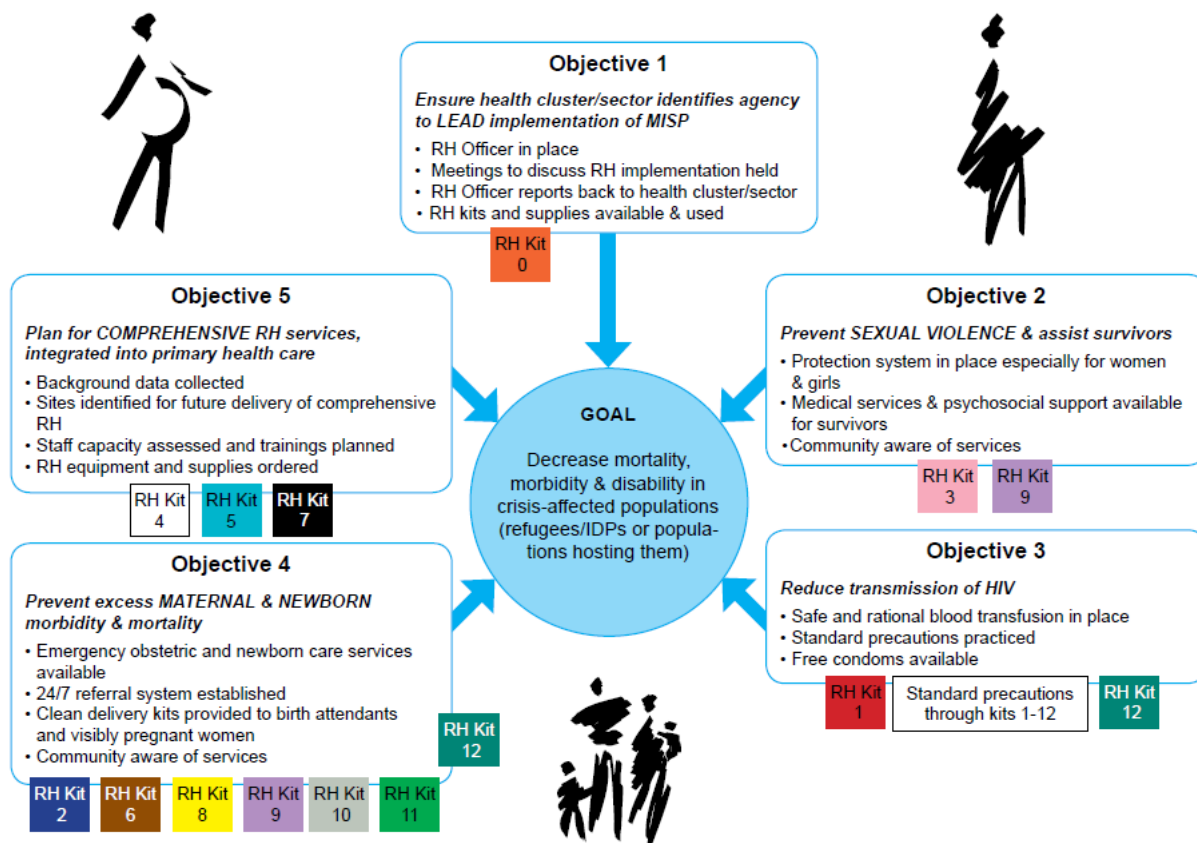 Objective 1
Ensure health cluster/sector identifies agency
to LEAD implementation of MISP
• RH Officer in place
• Meetings to discuss RH implementation held
• RH Officer reports back to health cluster/sector
• RH kits and supplies available & used
RH Kit
0
Objective 5
Plan for COMPREHENSIVE RH services,
integrated into primary health care
• Background data collected
• Sites identified for future delivery of comprehensive
RH
• Staff capacity assessed and trainings planned
• RH equipment and supplies ordered
RH Kit
4
RH Kit
5
RH Kit
7
GOAL
Decrease mortality,
morbidity & disability in
crisis-affected populations
(refugees/IDPs or popula-
tions hosting them)
Objective 2
Prevent SEXUAL VIOLENCE & assist survivors
• Protection system in place especially for women
& girls
• Medical services & psychosocial support available
for survivors
• Community aware of services
RH Kit
3
RH Kit
9
Objective 4
Prevent excess MATERNAL & NEWBORN
morbidity & mortality
• Emergency obstetric and newborn care services
available
• 24/7 referral system established
• Clean delivery kits provided to birth attendants
and visibly pregnant women
• Community aware of services
RH Kit
12
RH Kit
2
RH Kit
6
RH Kit
8
RH Kit
9
RH Kit
10
RH Kit
11
Objective 3
Reduce transmission of HIV
• Safe and rational blood transfusion in place
• Standard precautions practiced
• Free condoms available
RH Kit
1
Standard precautions
through kits 1-12
RH Kit
12